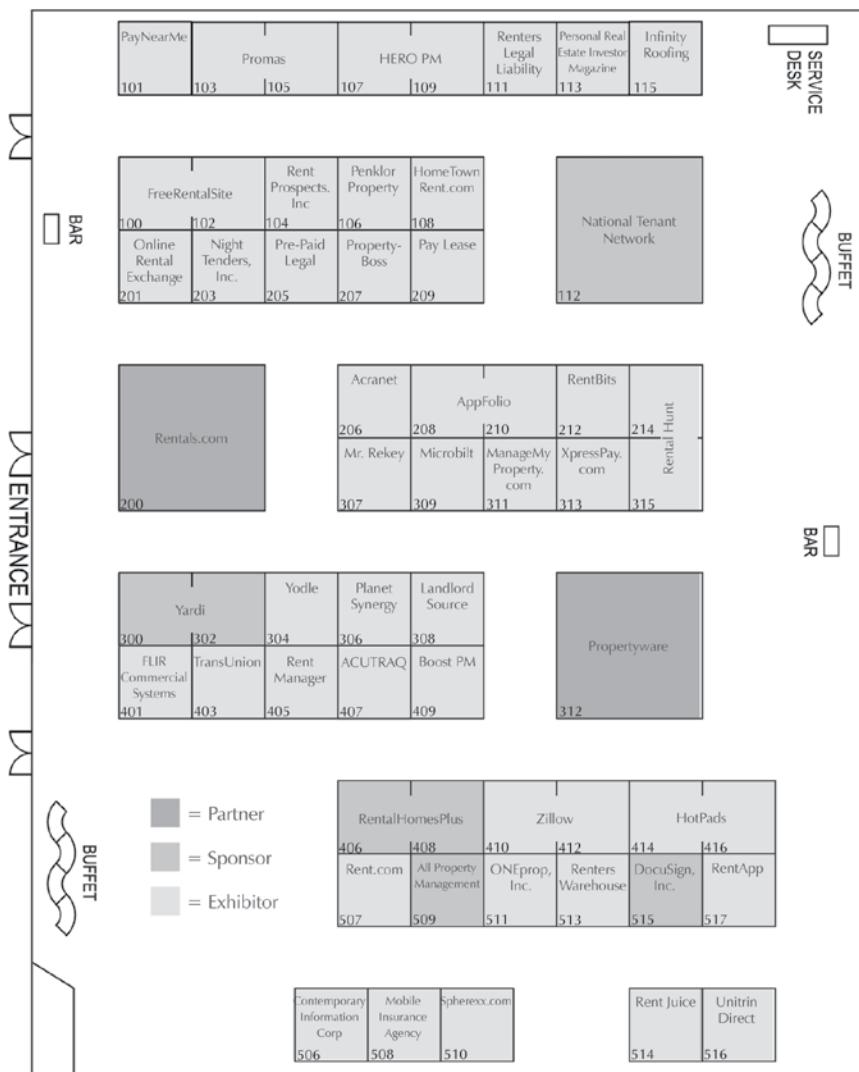 PayNearMe
101
Promas
103
105
HERO PM
107
109
Renters
Legal
Liability
111
Personal Real
Estate Investor
Magazine
113
Infinity
Roofing
115
SERVICE
DESK
FreeRentalSite
100
102
Rent
Prospects.
Inc
104
Penklor
Property
106
HomeTown
Rent.com
108
Online
Rental
Exchange
201
Night
Tenders,
Inc.
203
Pre-Paid
Legal
205
Property-
Boss
207
Pay Lease
209
National Tenant
Network
112
BAR
BUFFET
Rentals.com
200
Acranet
206
AppFolio
208
210
RentBits
212
Rental Hunt
214
315
Mr. Rekey
307
Microbilt
309
ManageMy
Property.
com
311
XpressPay.
com
313
ENTRANCE
BAR
Yardi
300
302
Yodle
304
Planet
Synergy
306
Landlord
Source
308
FLIR
Commercial
Systems
401
TransUnion
403
Rent
Manager
405
ACUTRAQ
407
Boost PM
409
Propertyware
312
= Partner
= Sponsor
= Exhibitor
BUFFET
RentalHomesPlus
406
408
Zillow
410
412
HotPads
414
416
Rent.com
507
All Property
Management
509
ONEprop,
Inc.
511
Renters
Warehouse
513
DocuSign,
Inc.
515
RentApp
517
Contemporary
Information
Corp
506
Mobile
Insurance
Agency
508
Spherexx.com
510
Rent Juice
514
Unitrin
Direct
516